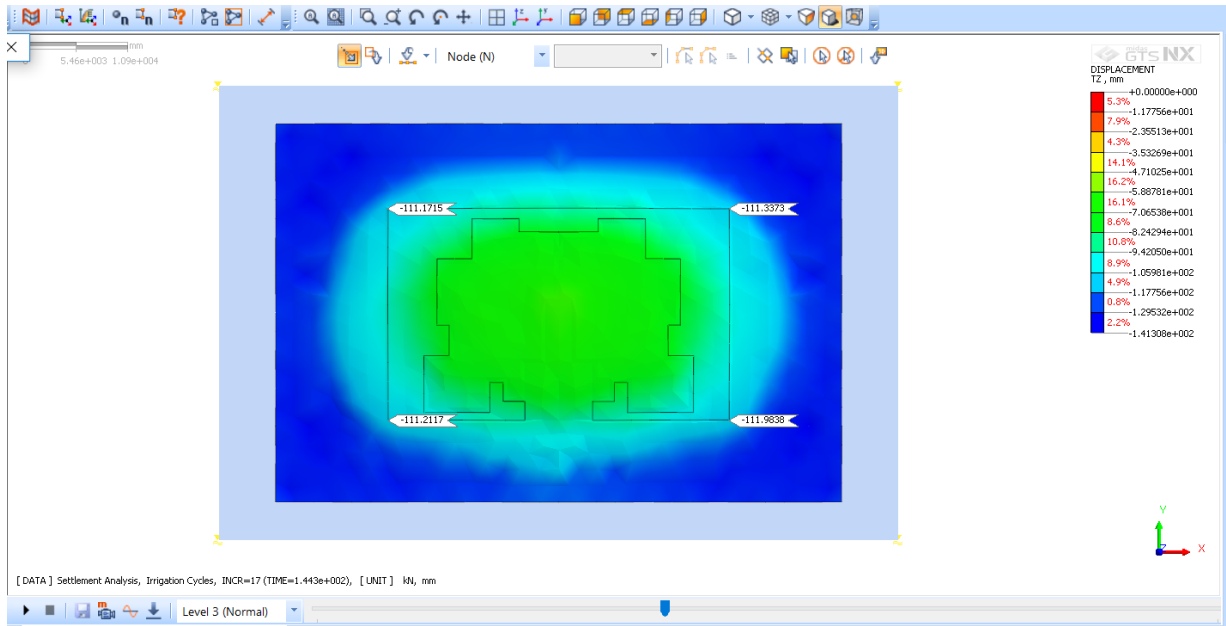 Node (N)
mm
0 5.46e+003 1.09e+004
midas
GTS NX
DISPLACEMENT
TZ , mm
+0.00000e+000
5.3%
-1.17756e+001
7.9%
-2.35513e+001
4.3%
-3.53269e+001
14.1%
-4.71025e+001
16.2%
-5.88781e+001
16.1%
-7.06538e+001
8.6%
-8.24294e+001
10.8%
-9.42050e+001
8.9%
-1.05981e+002
4.9%
-1.17756e+002
0.8%
-1.29532e+002
2.2%
-1.41308e+002
-111.1715
-111.3373
-111.2117
-111.9838
Y
Z
X
[ DATA ] Settlement Analysis, Irrigation Cycles, INCR=17 (TIME=1.443e+002), [ UNIT ] kN, mm
Level 3 (Normal)